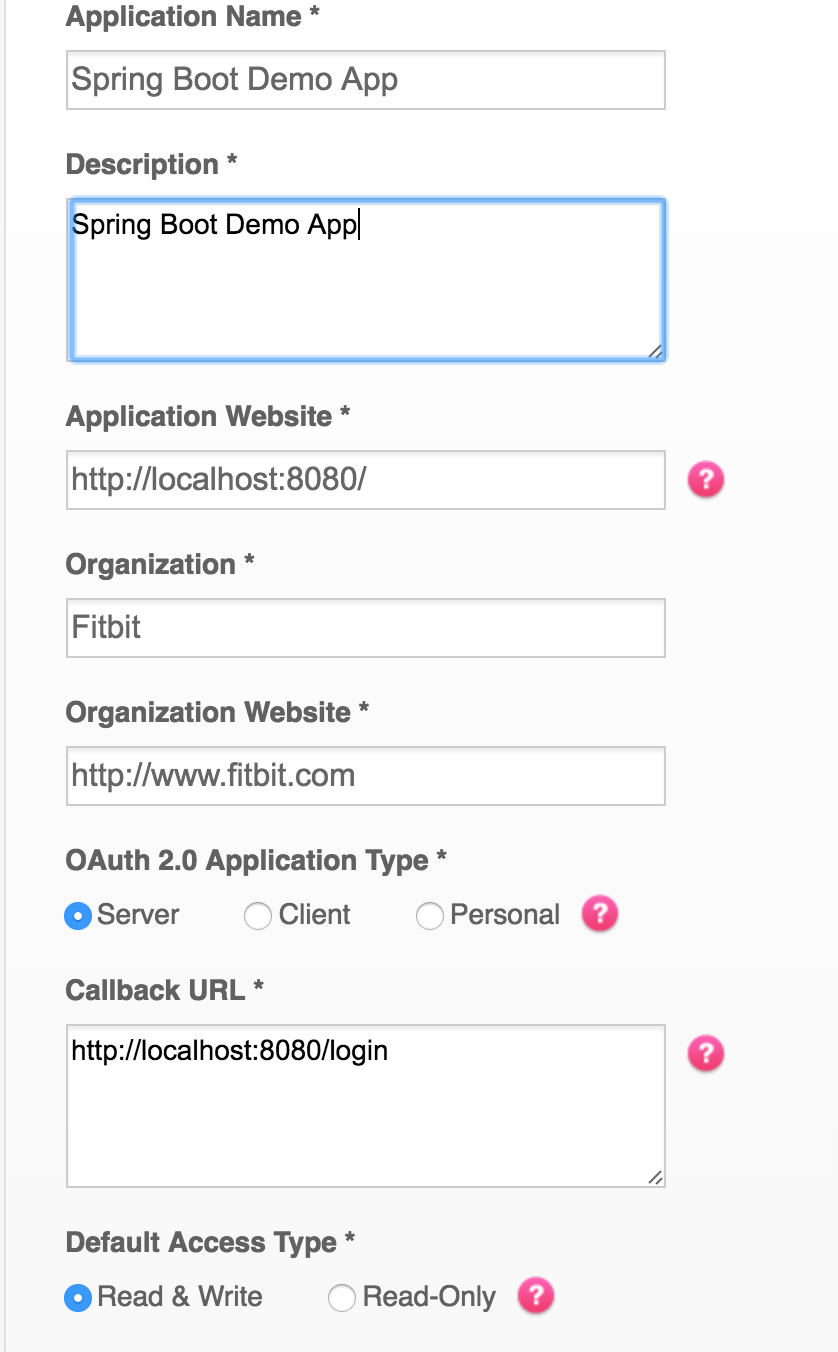 Application Name *
Spring Boot Demo App
Description *
Spring Boot Demo App
Application Website *
http://localhost:8080/
?
Organization *
Fitbit
Organization Website *
http://www.fitbit.com
OAuth 2.0 Application Type *
Server Client Personal ?
Callback URL *
http://localhost:8080/login
?
Default Access Type *
Read & Write Read-Only ?